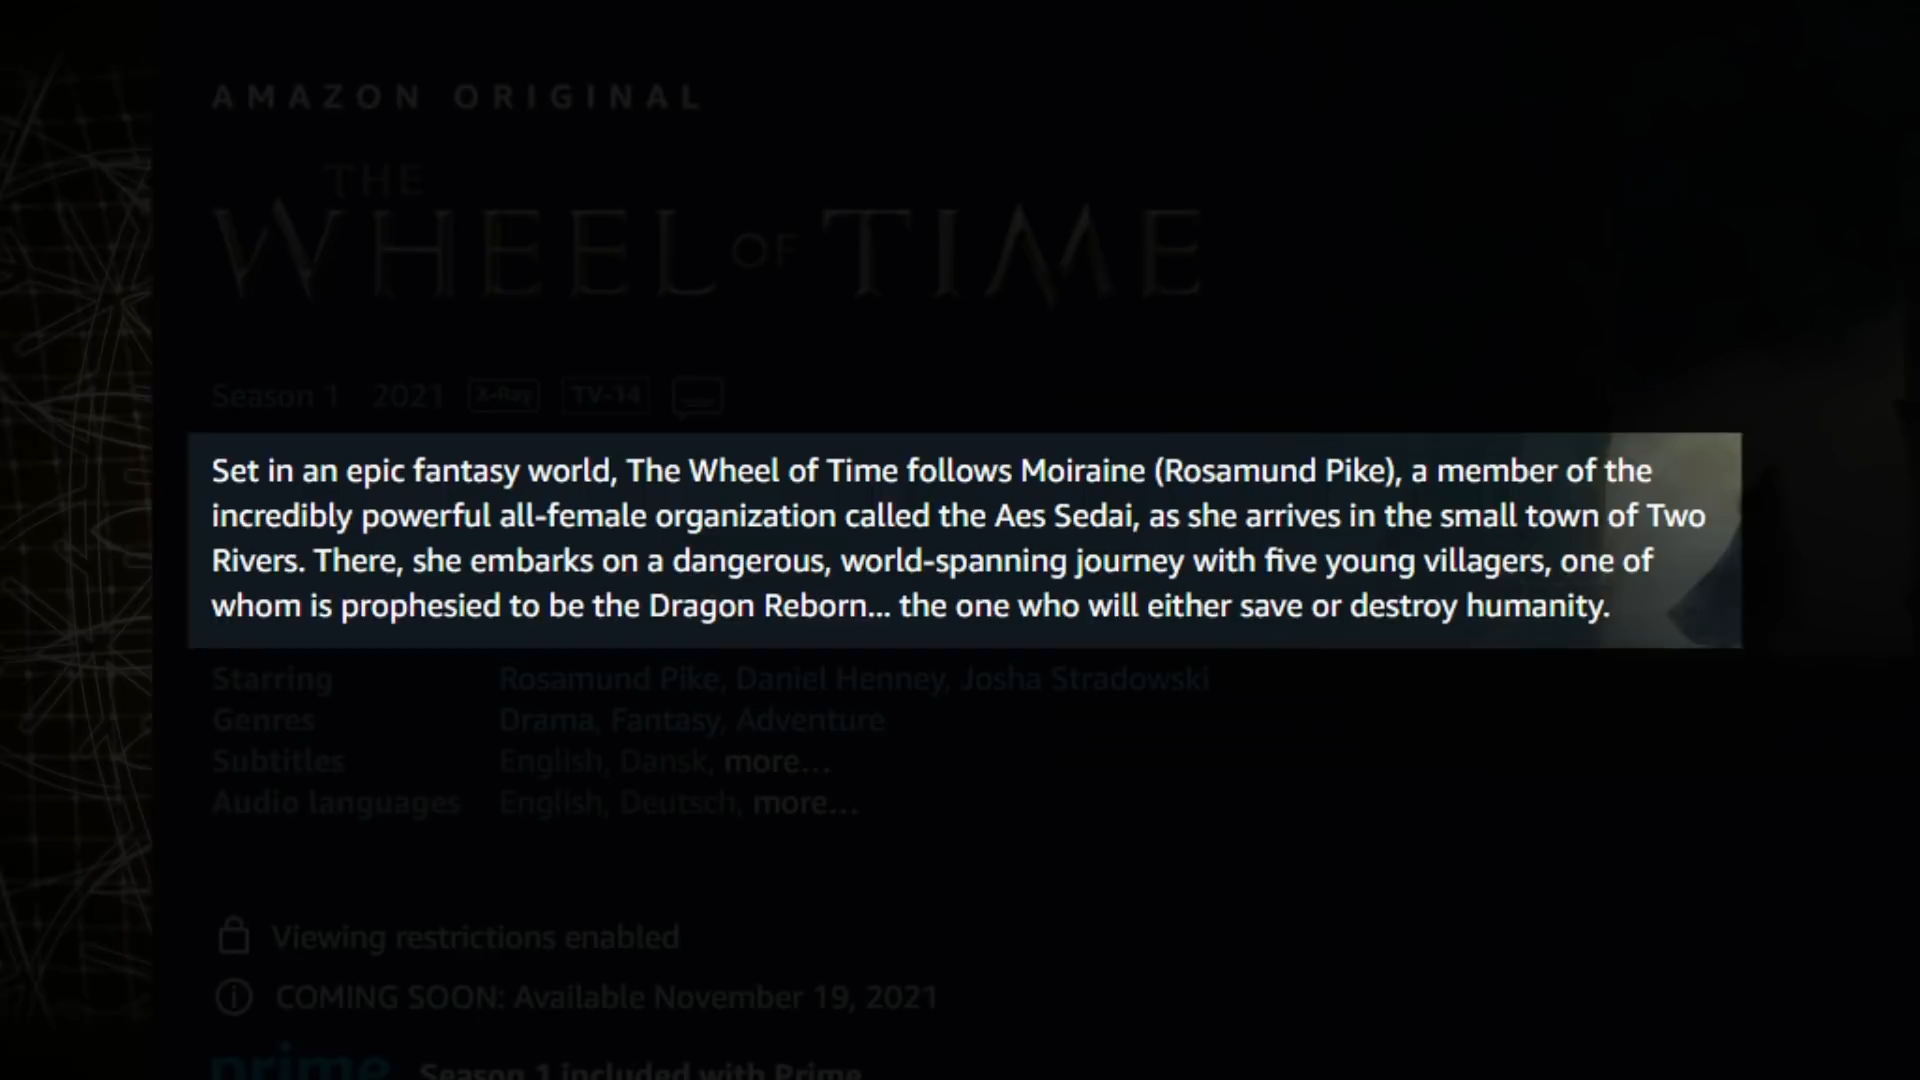 AMAZON ORIGINAL
THE
WHEEL OF TIME
Season 1 2021 X-Ray TV-14
Set in an epic fantasy world, The Wheel of Time follows Moiraine (Rosamund Pike), a member of the
incredibly powerful all-female organization called the Aes Sedai, as she arrives in the small town of Two
Rivers. There, she embarks on a dangerous, world-spanning journey with five young villagers, one of
whom is prophesied to be the Dragon Reborn... the one who will either save or destroy humanity.
Starring Rosamund Pike, Daniel Henney, Josha Stradowski
Genres Drama, Fantasy, Adventure
Subtitles English, Dansk, more...
Audio languages English, Deutsch, more...
Viewing restrictions enabled
COMING SOON: Available November 19, 2021
prime Season 1 included with Prime